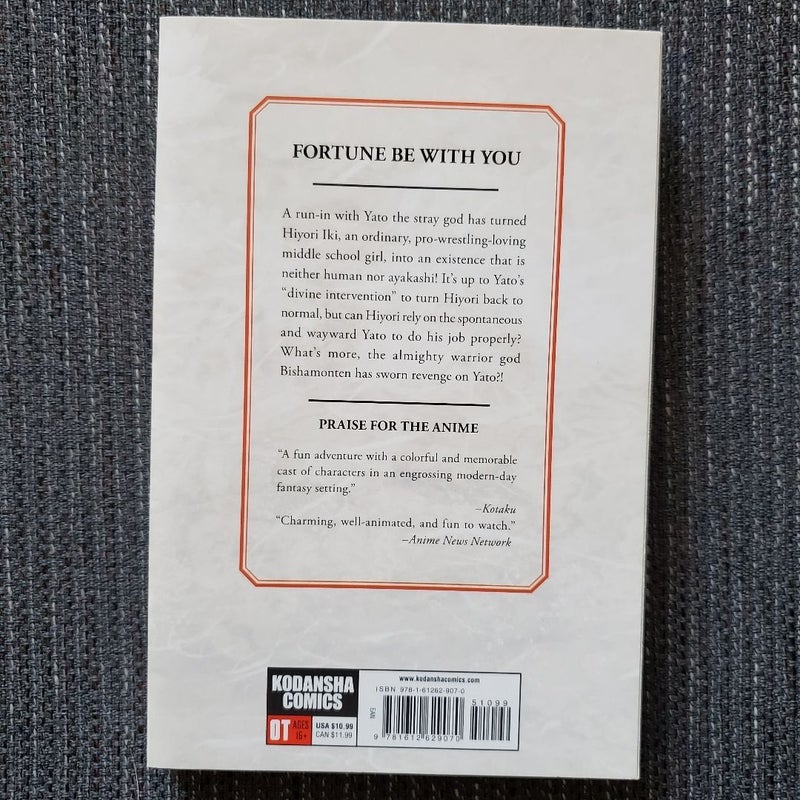 FORTUNE BE WITH YOU
A run-in with Yato the stray god has turned
Hiyori Iki, an ordinary, pro-wrestling-loving
middle school girl, into an existence that is
neither human nor ayakashi! It's up to Yato's
"divine intervention" to turn Hiyori back to
normal, but can Hiyori rely on the spontaneous
and wayward Yato to do his job properly?
What's more, the almighty warrior god
Bishamonten has sworn revenge on Yato?!
PRAISE FOR THE ANIME
"A fun adventure with a colorful and memorable
cast of characters in an engrossing modern-day
fantasy setting."
–Kotaku
"Charming, well-animated, and fun to watch."
–Anime News Network
KODANSHA
COMICS
OT AGES
16+
USA $10.99
CAN $11.99
www.kodanshacomics.com
ISBN 978-1-61262-907-0
51099
EAN
9 781612 629070